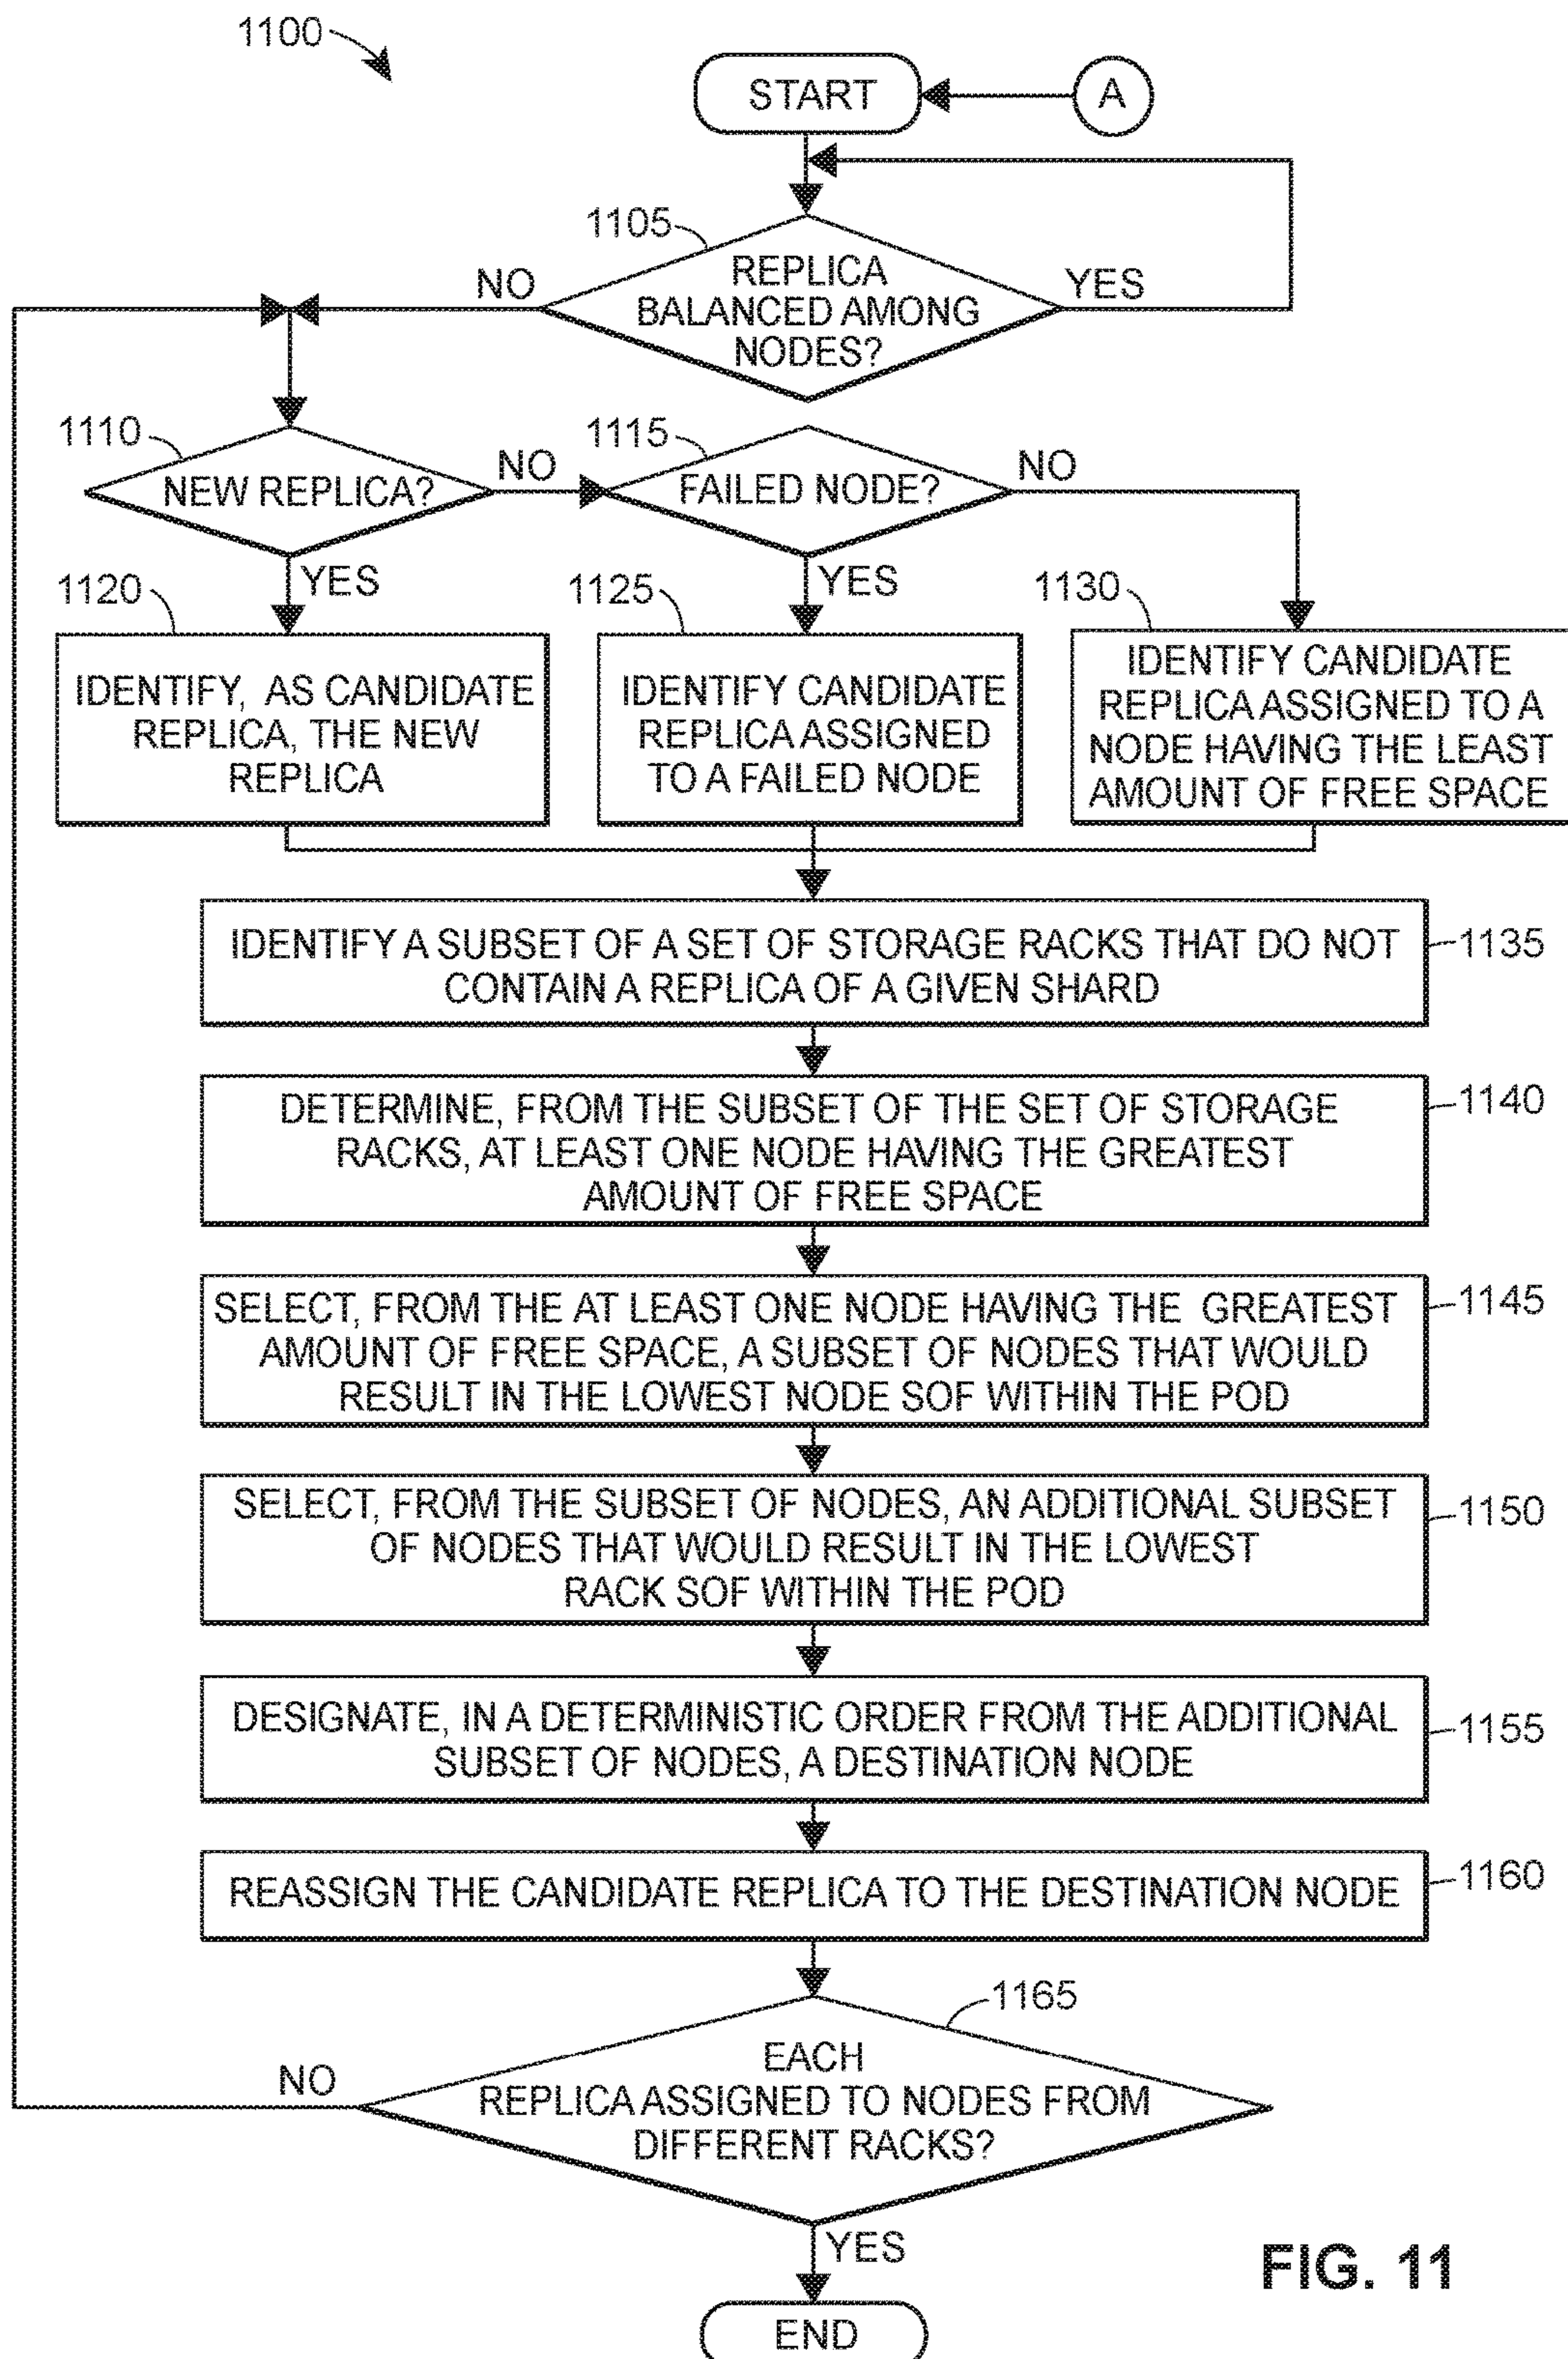 1100
START
A
1105
REPLICA
BALANCED AMONG
NODES?
NO
YES
1110
NEW REPLICA?
NO
1115
FAILED NODE?
NO
YES
YES
1120
IDENTIFY, AS CANDIDATE
REPLICA, THE NEW
REPLICA
1125
IDENTIFY CANDIDATE
REPLICA ASSIGNED
TO A FAILED NODE
1130
IDENTIFY CANDIDATE
REPLICA ASSIGNED TO A
NODE HAVING THE LEAST
AMOUNT OF FREE SPACE
IDENTIFY A SUBSET OF A SET OF STORAGE RACKS THAT DO NOT
CONTAIN A REPLICA OF A GIVEN SHARD
1135
DETERMINE, FROM THE SUBSET OF THE SET OF STORAGE
RACKS, AT LEAST ONE NODE HAVING THE GREATEST
AMOUNT OF FREE SPACE
1140
SELECT, FROM THE AT LEAST ONE NODE HAVING THE GREATEST
AMOUNT OF FREE SPACE, A SUBSET OF NODES THAT WOULD
RESULT IN THE LOWEST NODE SOF WITHIN THE POD
1145
SELECT, FROM THE SUBSET OF NODES, AN ADDITIONAL SUBSET
OF NODES THAT WOULD RESULT IN THE LOWEST
RACK SOF WITHIN THE POD
1150
DESIGNATE, IN A DETERMINISTIC ORDER FROM THE ADDITIONAL
SUBSET OF NODES, A DESTINATION NODE
1155
REASSIGN THE CANDIDATE REPLICA TO THE DESTINATION NODE
1160
1165
EACH
REPLICA ASSIGNED TO NODES FROM
DIFFERENT RACKS?
NO
YES
END
FIG. 11